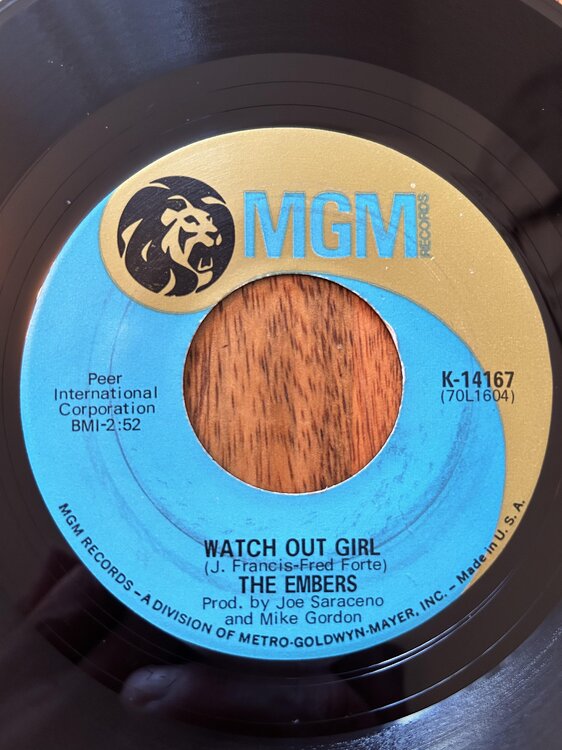 MGM
RECORDS
Peer
International
Corporation
BMI-2:52
K-14167
(70L1604)
WATCH OUT GIRL
(J. Francis-Fred Forte)
THE EMBERS
Prod. by Joe Saraceno
and Mike Gordon
MGM RECORDS -A DIVISION OF METRO-GOLDWYN-MAYER, INC. - Made in U. S. A.